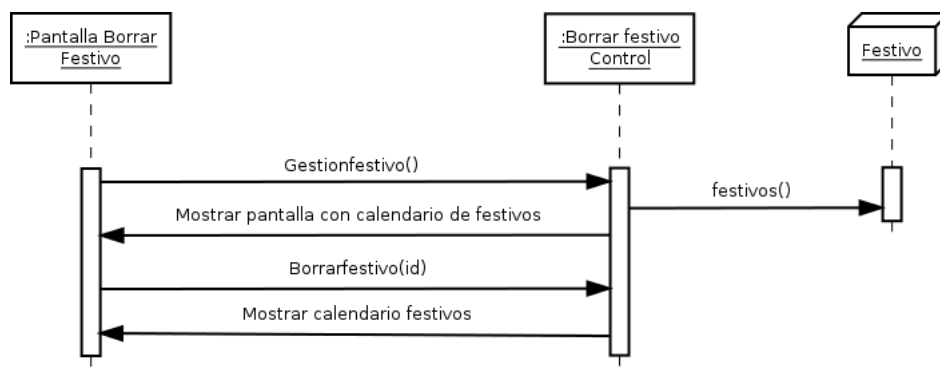 :Pantalla Borrar
Festivo
:Borrar festivo
Control
Festivo
Gestionfestivo()
festivos()
Mostrar pantalla con calendario de festivos
Borrarfestivo(id)
Mostrar calendario festivos